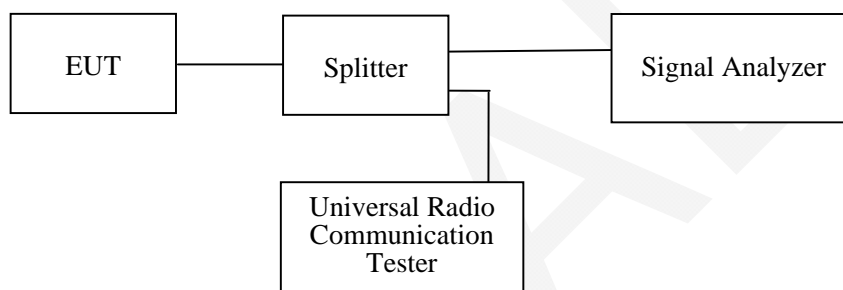 EUT
Splitter
Signal Analyzer
Universal Radio
Communication
Tester